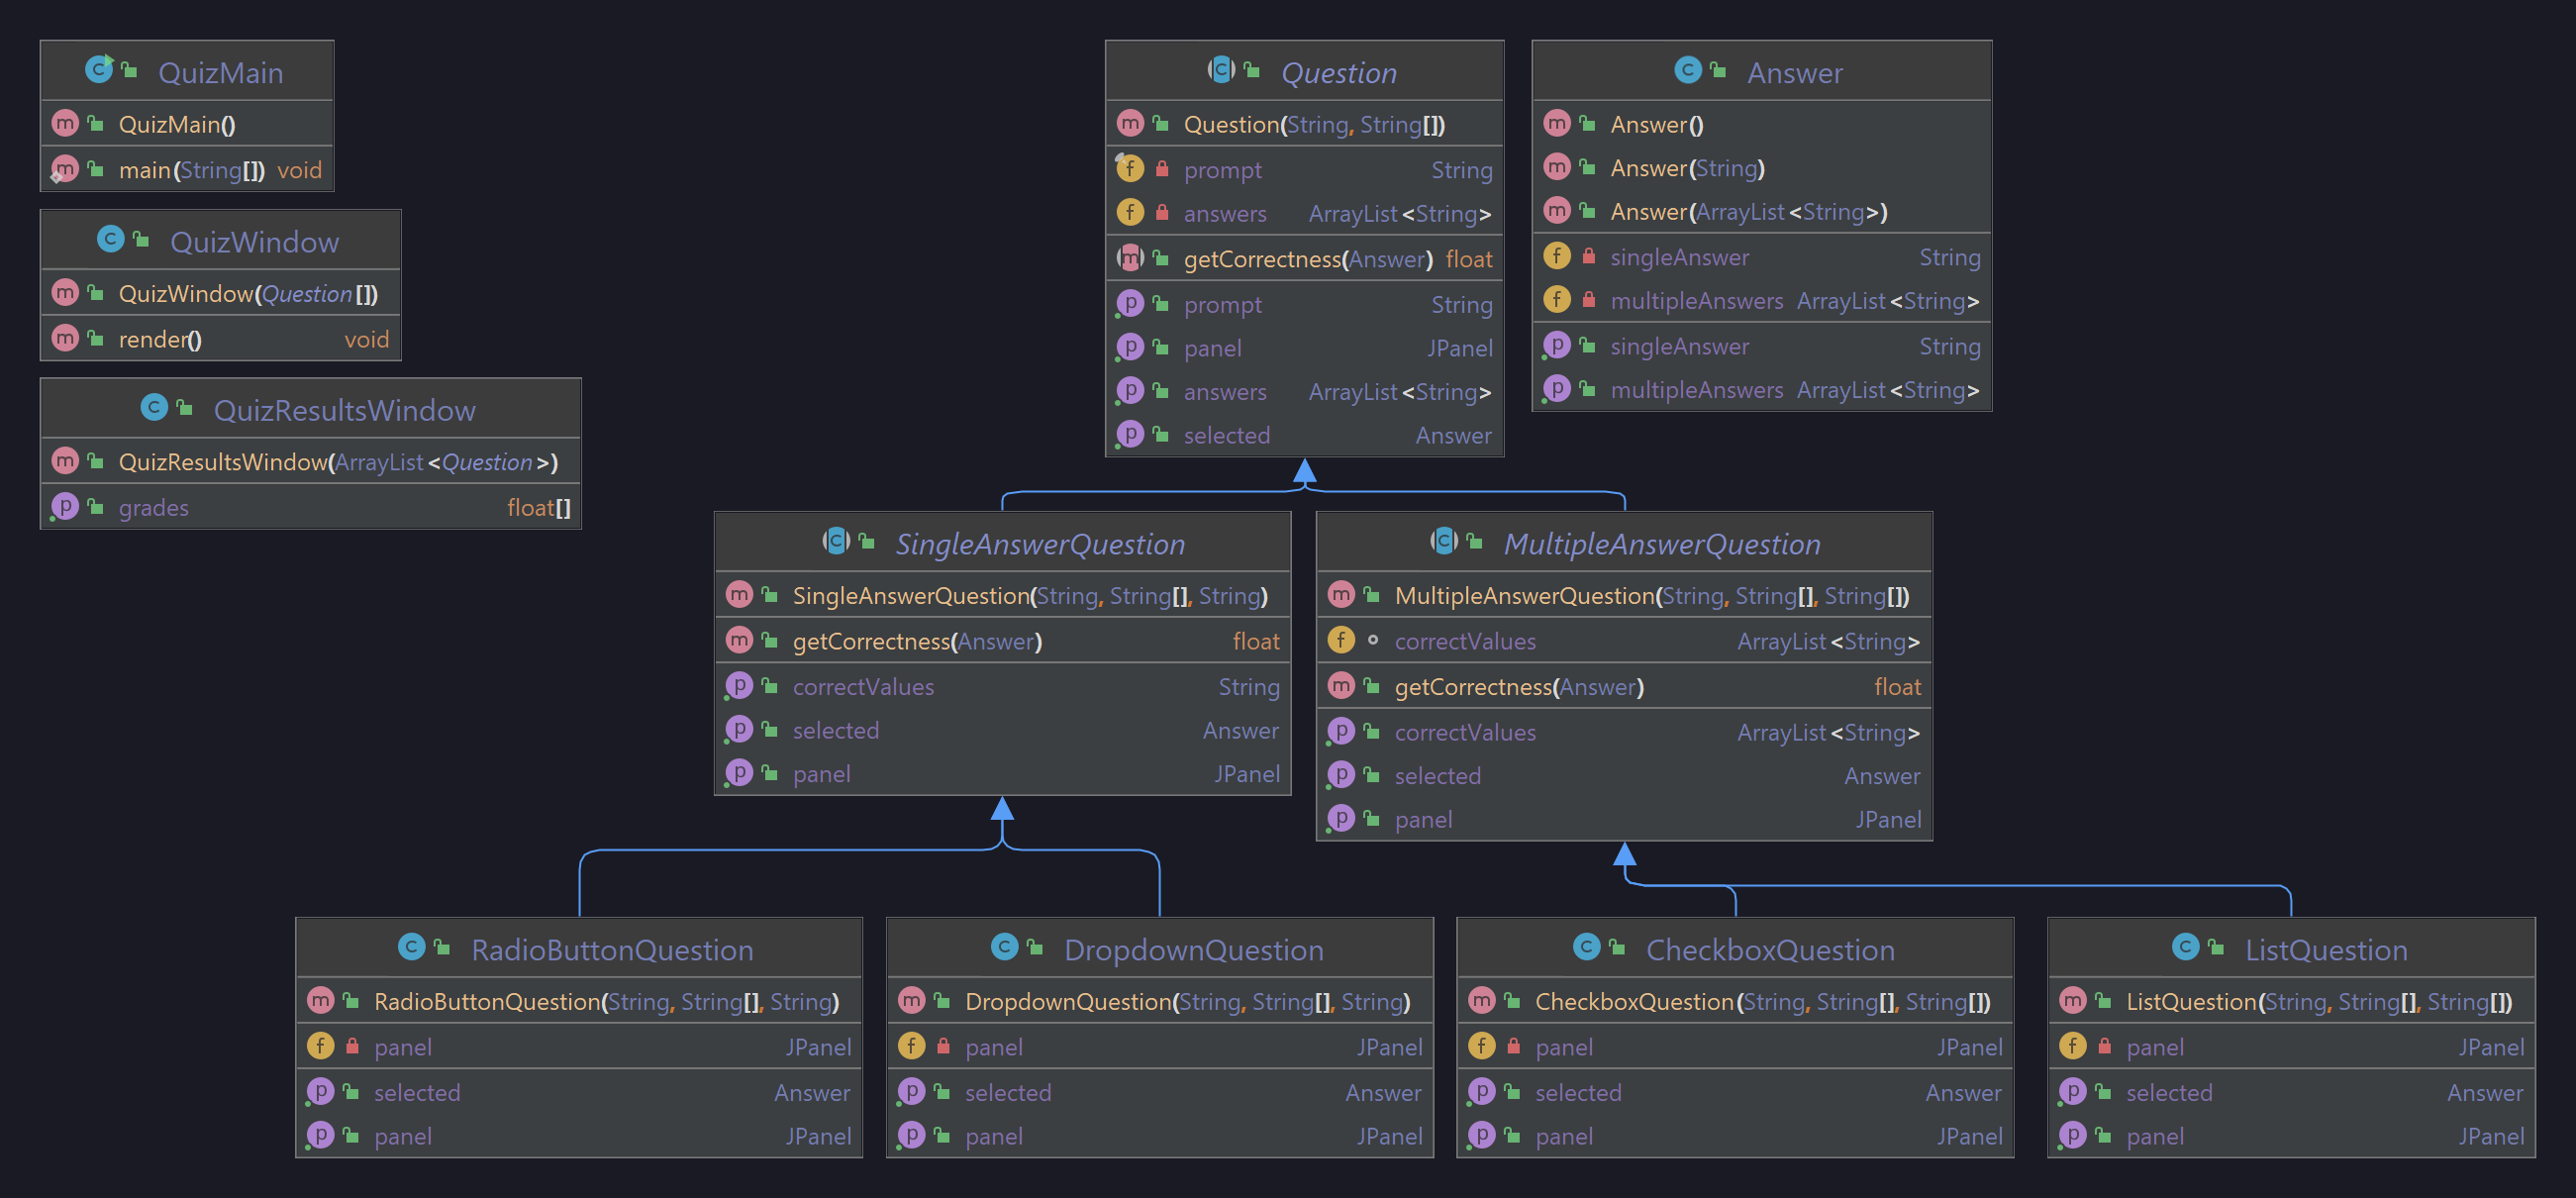 QuizMain
QuizMain()
main(String[]) void
QuizWindow
QuizWindow(Question[])
render() void
QuizResultsWindow
QuizResultsWindow(ArrayList<Question>)
grades float[]
Question
Question(String, String[])
prompt String
answers ArrayList<String>
getCorrectness(Answer) float
prompt String
panel JPanel
answers ArrayList<String>
selected Answer
Answer
Answer()
Answer(String)
Answer(ArrayList<String>)
singleAnswer String
multipleAnswers ArrayList<String>
singleAnswer String
multipleAnswers ArrayList<String>
SingleAnswerQuestion
SingleAnswerQuestion(String, String[], String)
getCorrectness(Answer) float
correctValues String
selected Answer
panel JPanel
MultipleAnswerQuestion
MultipleAnswerQuestion(String, String[], String[])
correctValues ArrayList<String>
getCorrectness(Answer) float
correctValues ArrayList<String>
selected Answer
panel JPanel
RadioButtonQuestion
RadioButtonQuestion(String, String[], String)
panel JPanel
selected Answer
panel JPanel
DropdownQuestion
DropdownQuestion(String, String[], String)
panel JPanel
selected Answer
panel JPanel
CheckboxQuestion
CheckboxQuestion(String, String[], String[])
panel JPanel
selected Answer
panel JPanel
ListQuestion
ListQuestion(String, String[], String[])
panel JPanel
selected Answer
panel JPanel